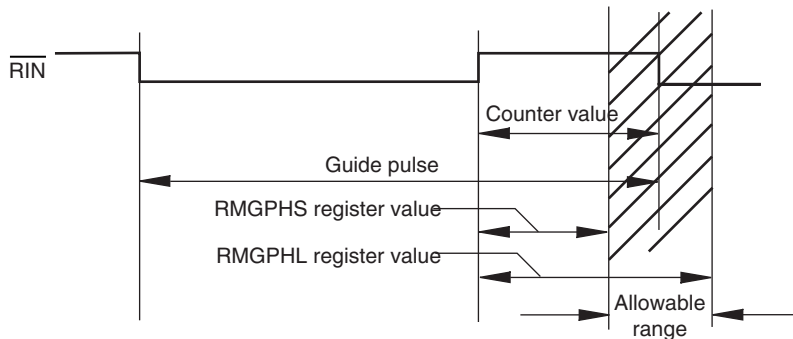 RIN
Counter value
Guide pulse
RMGPHS register value
RMGPHL register value
Allowable
range